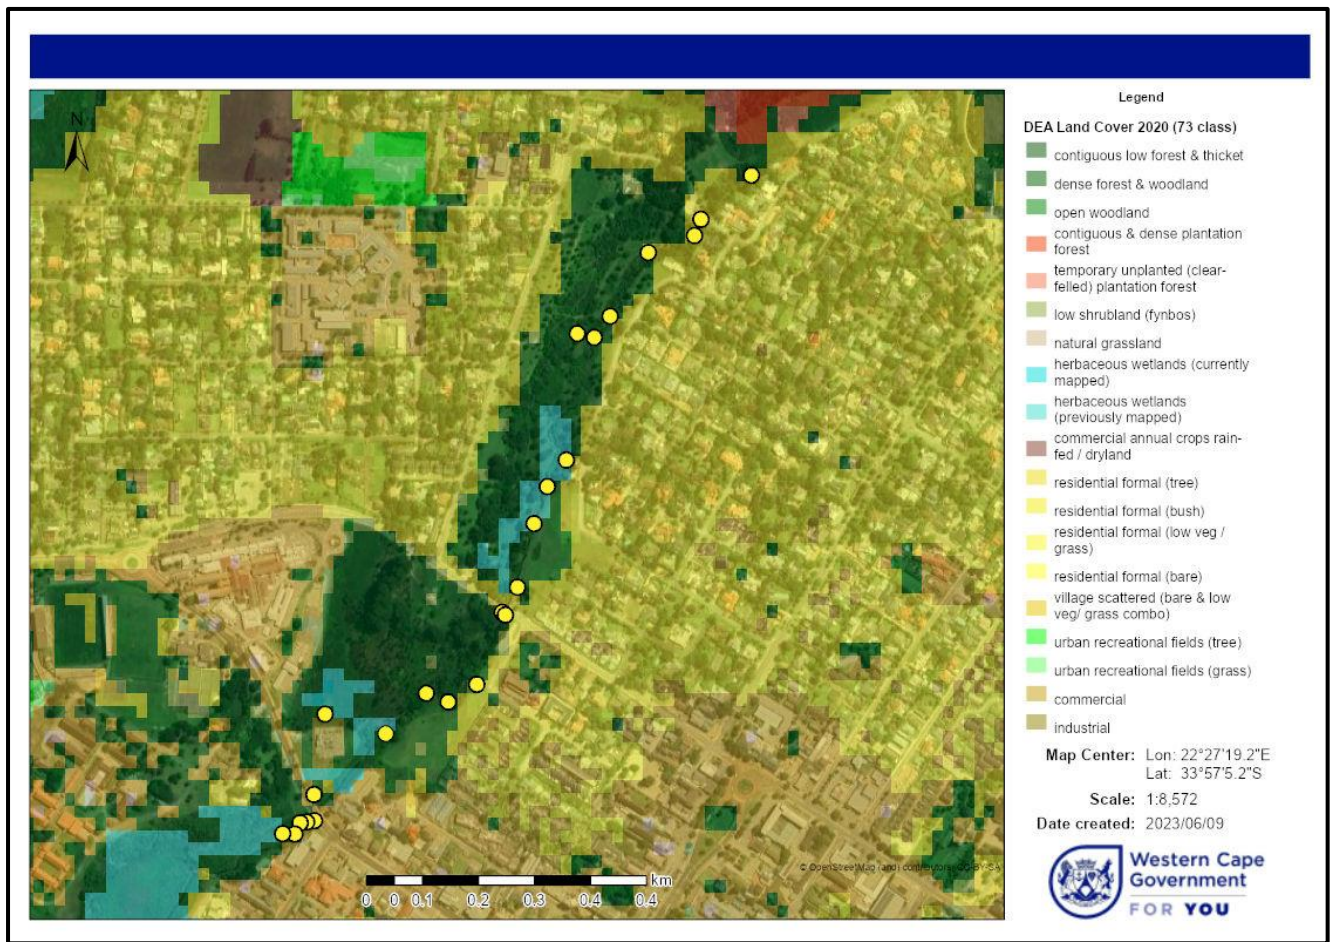 Legend
N
DEA Land Cover 2020 (73 class)
contiguous low forest & thicket
dense forest & woodland
open woodland
contiguous & dense plantation
forest
temporary unplanted (clear-
felled) plantation forest
low shrubland (fynbos)
natural grassland
herbaceous wetlands (currently
mapped)
herbaceous wetlands
(previously mapped)
commercial annual crops rain-
fed / dryland
residential formal (tree)
residential formal (bush)
residential formal (low veg /
grass)
residential formal (bare)
village scattered (bare & low
veg/ grass combo)
urban recreational fields (tree)
urban recreational fields (grass)
commercial
industrial
Map Center: Lon: 22°27'19.2"E
Lat: 33°57'5.2"S
Scale: 1:8,572
Date created: 2023/06/09
© OpenStreetMap (and) contributors, CC-BY-SA
km
0 0 0.1 0.2 0.3 0.4 0.4
Western Cape
Government
FOR YOU